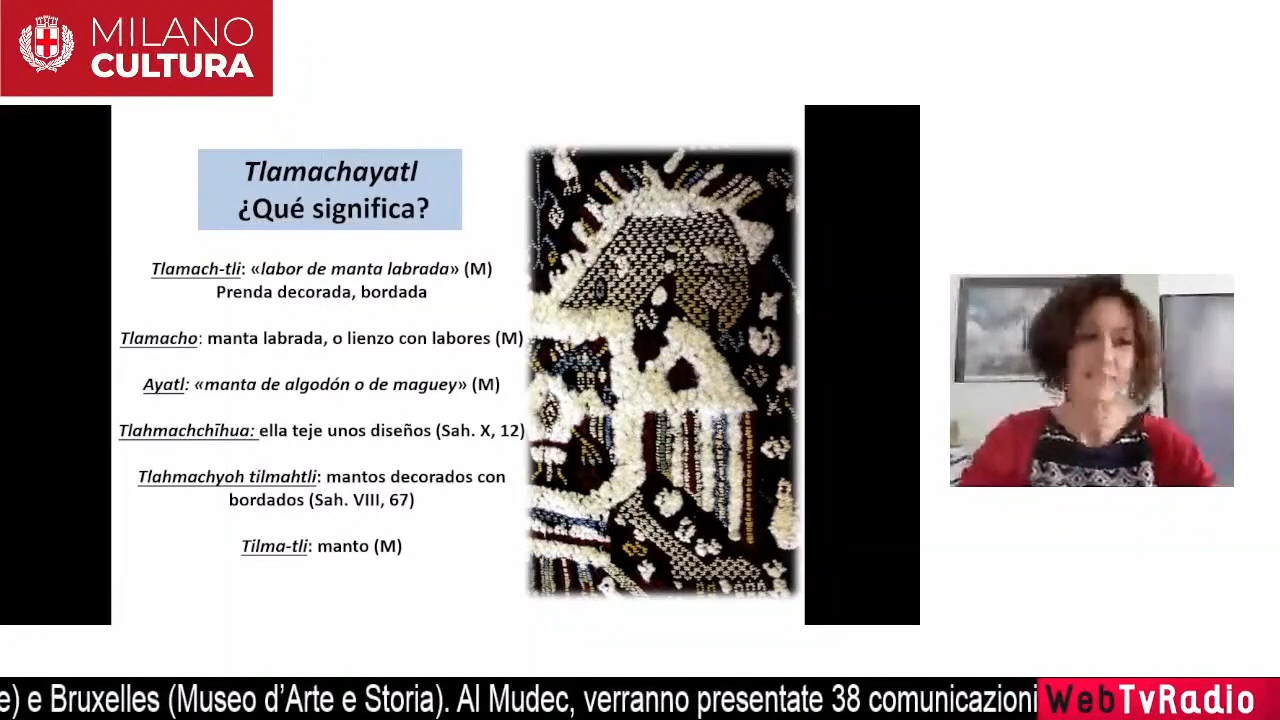 MILANO
CULTURA
Tlamachayatl
¿Qué significa?
Tlamach-tli: «labor de manta labrada» (M)
Prenda decorada, bordada
Tlamacho: manta labrada, o lienzo con labores (M)
Ayatl: «manta de algodón o de maguey» (M)
Tlahmachchīhua: ella teje unos diseños (Sah. X, 12)
Tlahmachyoh tilmahtli: mantos decorados con
bordados (Sah. VIII, 67)
Tilma-tli: manto (M)
e) e Bruxelles (Museo d'Arte e Storia). Al Mudec, verranno presentate 38 comunicazioni
WebTvRadio